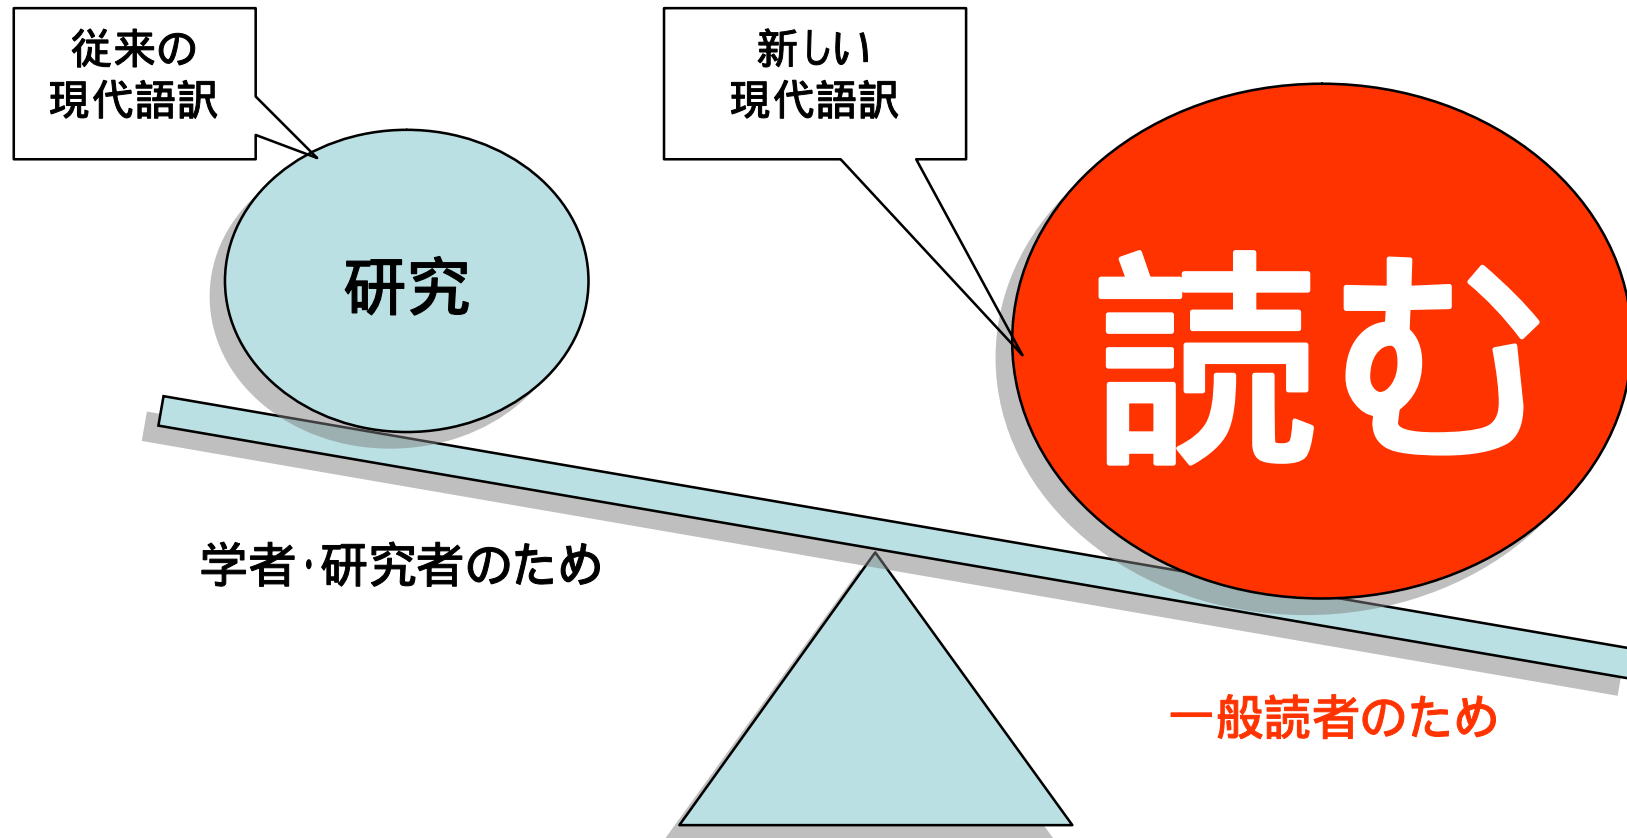 従来の
現代語訳
新しい
現代語訳
研究
読む
学者・研究者のため
一般読者のため